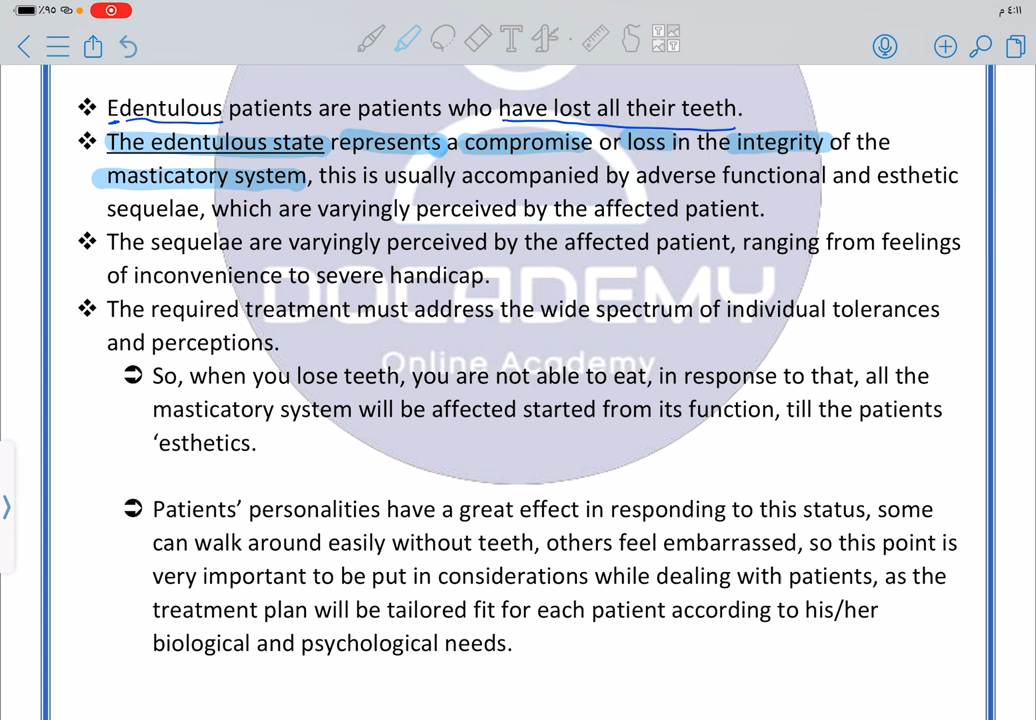 ٪٩٥
٤:١١ م
❖ Edentulous patients are patients who have lost all their teeth.
❖ The edentulous state represents a compromise or loss in the integrity of the
masticatory system, this is usually accompanied by adverse functional and esthetic
sequelae, which are varyingly perceived by the affected patient.
❖ The sequelae are varyingly perceived by the affected patient, ranging from feelings
of inconvenience to severe handicap.
DOCADEMY
❖ The required treatment must address the wide spectrum of individual tolerances
and perceptions.
Online Academy
➲ So, when you lose teeth, you are not able to eat, in response to that, all the
masticatory system will be affected started from its function, till the patients
‘esthetics.
➲ Patients’ personalities have a great effect in responding to this status, some
can walk around easily without teeth, others feel embarrassed, so this point is
very important to be put in considerations while dealing with patients, as the
treatment plan will be tailored fit for each patient according to his/her
biological and psychological needs.